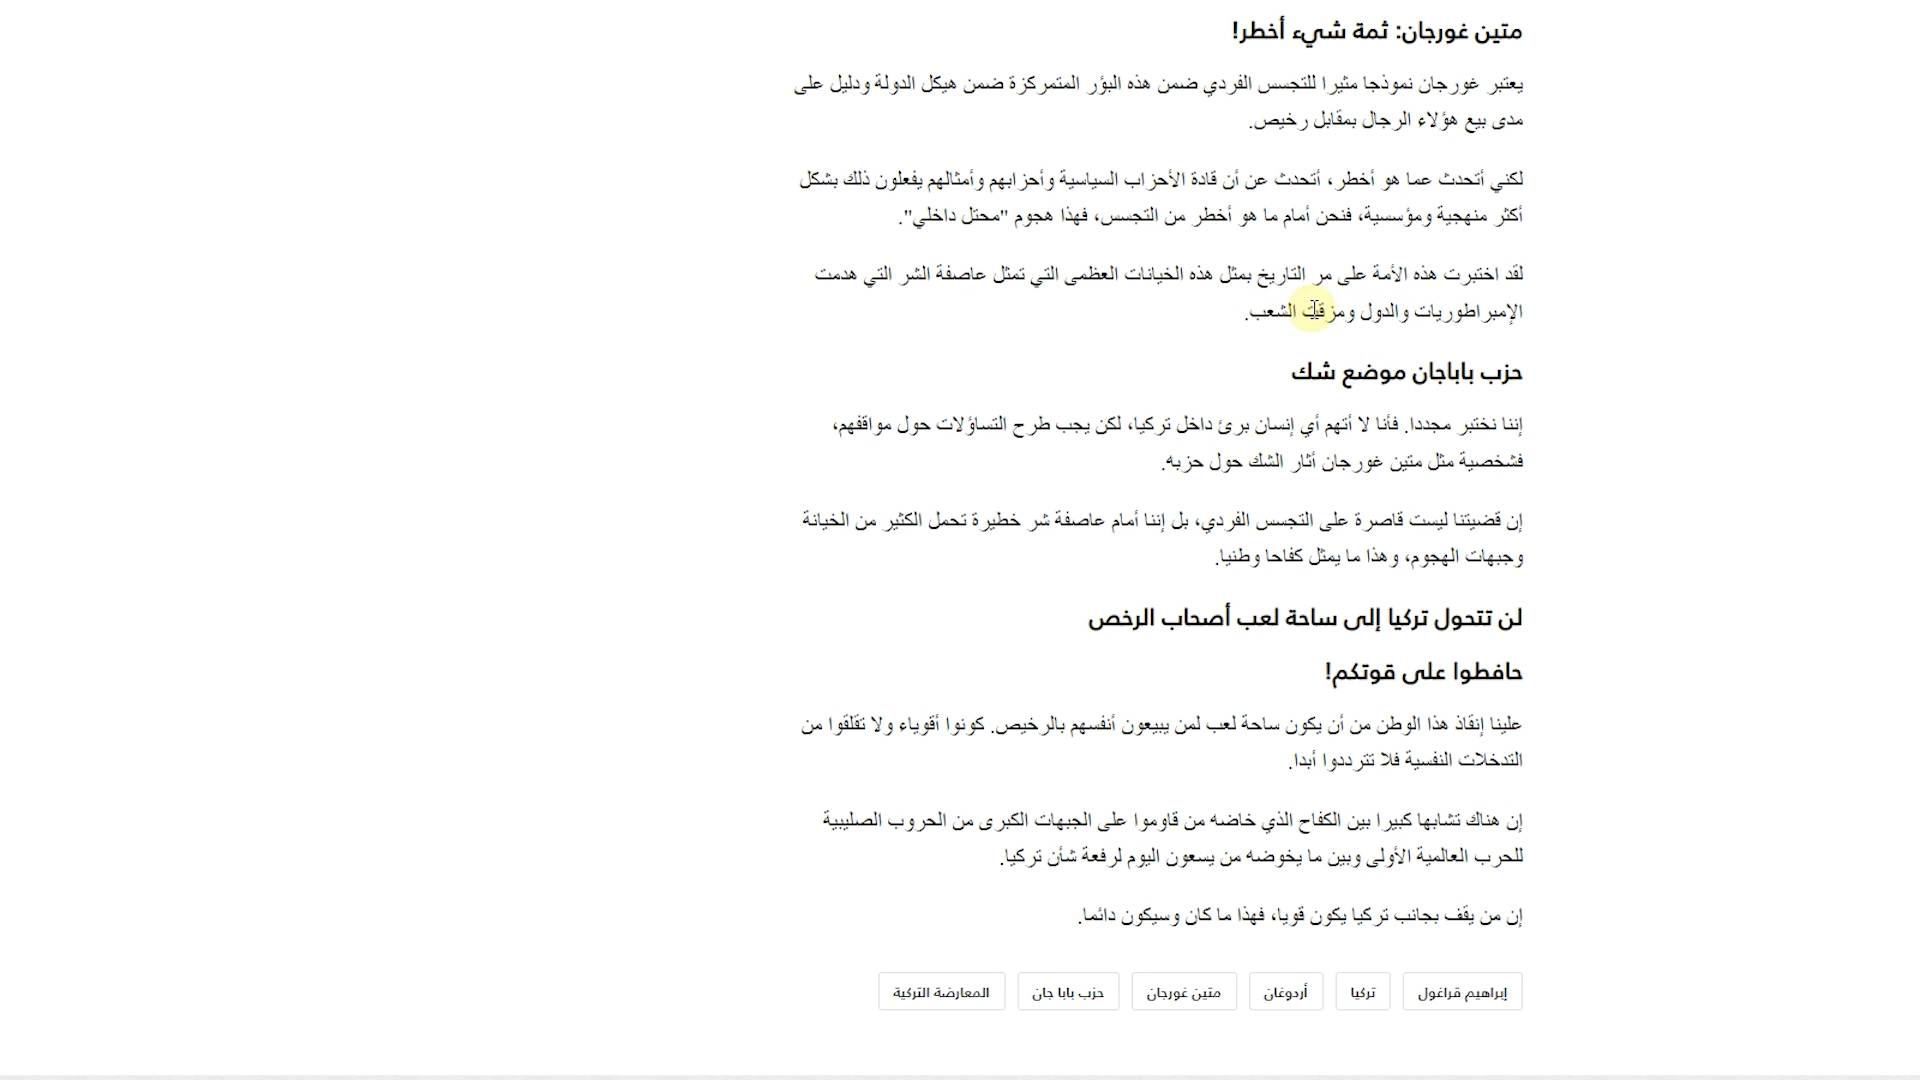 متين غورجان: ثمة شيء أخطر!
يعتبر غورجان نموذجا مثيرا للتجسس الفردي ضمن هذه البؤر المتمركزة ضمن هيكل الدولة ودليل على
مدى بيع هؤلاء الرجال بمقابل رخيص.
لكني أتحدث عما هو أخطر، أتحدث عن أن قادة الأحزاب السياسية وأحزابهم وأمثالهم يفعلون ذلك بشكل
أكثر منهجية ومؤسسية، فنحن أمام ما هو أخطر من التجسس، فهذا هجوم "محتل داخلي".
لقد اختبرت هذه الأمة على مر التاريخ بمثل هذه الخيانات العظمى التي تمثل عاصفة الشر التي هدمت
الإمبراطوريات والدول ومزقت الشعب.
حزب باباجان موضع شك
إننا نختبر مجددا. فأنا لا أتهم أي إنسان برئ داخل تركيا، لكن يجب طرح التساؤلات حول مواقفهم،
فشخصية مثل متين غورجان أثار الشك حول حزبه.
إن قضيتنا ليست قاصرة على التجسس الفردي، بل إننا أمام عاصفة شر خطيرة تحمل الكثير من الخيانة
وجبهات الهجوم، وهذا ما يمثل كفاحا وطنيا.
لن تتحول تركيا إلى ساحة لعب أصحاب الرخص
حافطوا على قوتكم!
علينا إنقاذ هذا الوطن من أن يكون ساحة لعب لمن يبيعون أنفسهم بالرخيص. كونوا أقوياء ولا تقلقوا من
التدخلات النفسية فلا تترددوا أبدا.
إن هناك تشابها كبيرا بين الكفاح الذي خاضه من قاوموا على الجبهات الكبرى من الحروب الصليبية
للحرب العالمية الأولى وبين ما يخوضه من يسعون اليوم لرفعة شأن تركيا.
إن من يقف بجانب تركيا يكون قويا، فهذا ما كان وسيكون دائما.
إبراهيم قراغول تركيا أردوغان متين غورجان حزب بابا جان المعارضة التركية